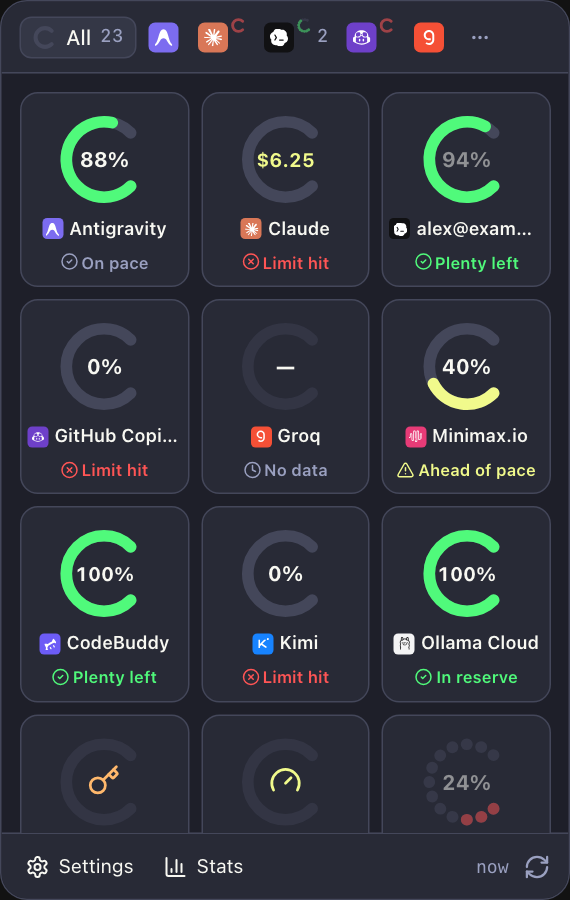 All 23
2
88%
Antigravity
On pace
$6.25
Claude
Limit hit
94%
alex@exam...
Plenty left
0%
GitHub Copi...
Limit hit
—
Groq
No data
40%
Minimax.io
Ahead of pace
100%
CodeBuddy
Plenty left
0%
Kimi
Limit hit
100%
Ollama Cloud
In reserve
24%
Settings
Stats
now